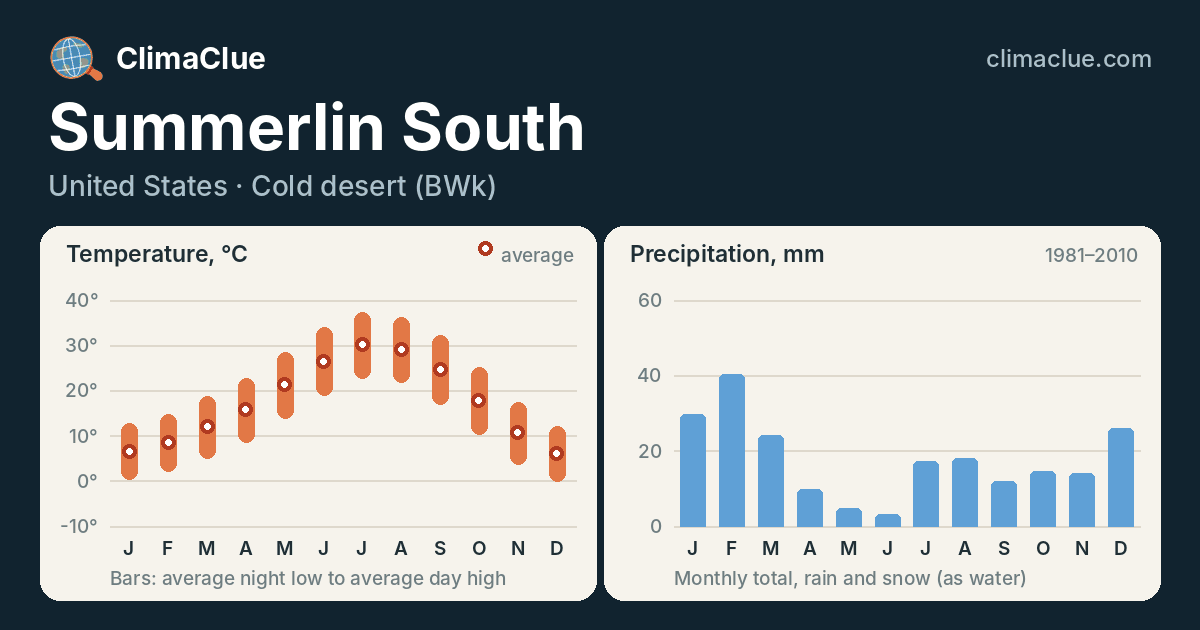 ClimaClue
climaclue.com
Summerlin South
United States · Cold desert (BWk)
Temperature, °C
average
40°
30°
20°
10°
0°
-10°
J F M A M J J A S O N D
Bars: average night low to average day high
Precipitation, mm
1981–2010
60
40
20
0
J F M A M J J A S O N D
Monthly total, rain and snow (as water)